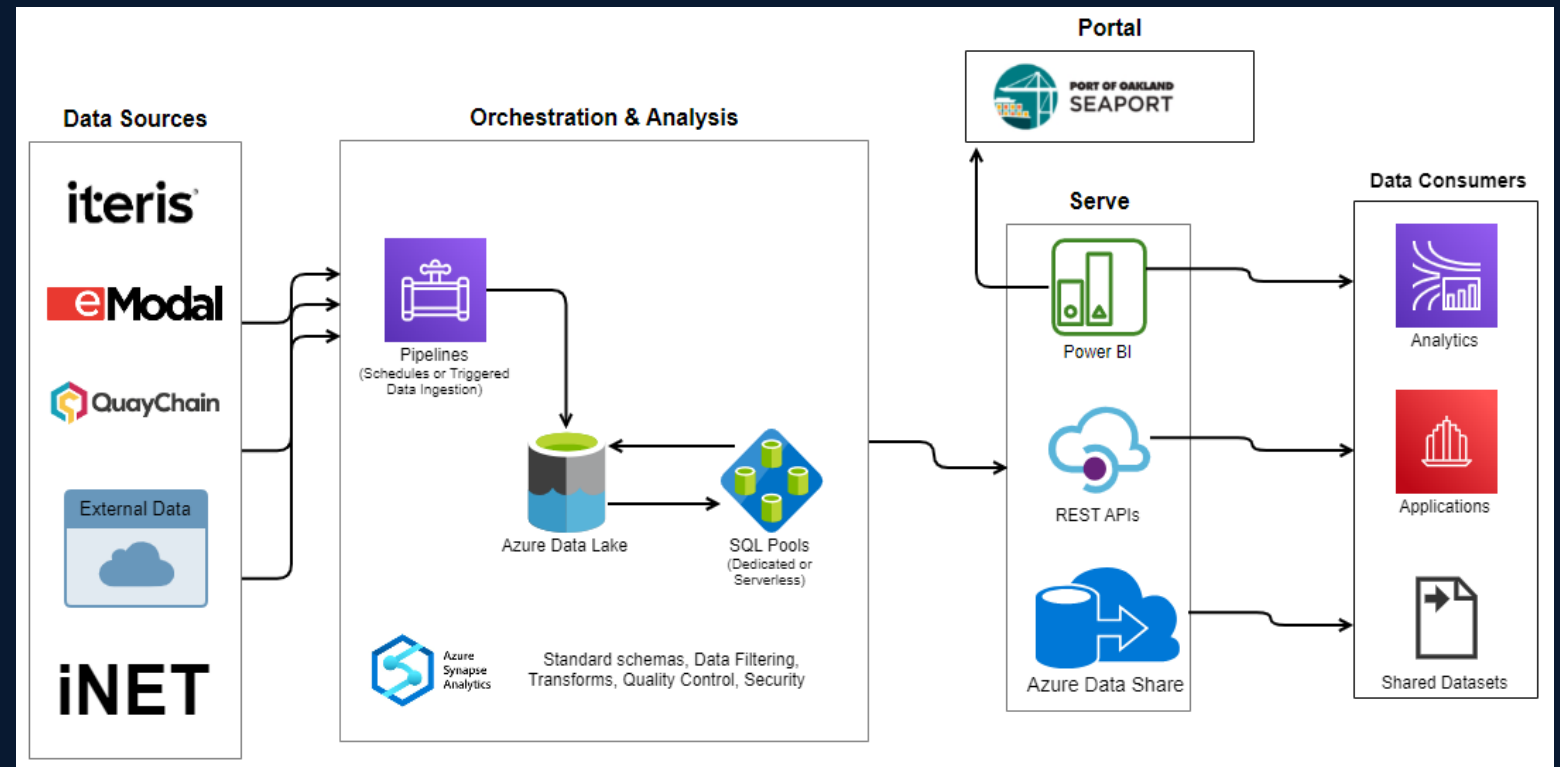 Portal
PORT OF OAKLAND
SEAPORT
Data Sources
iteris
eModal
QuayChain
External Data
iNET
Orchestration & Analysis
Pipelines
(Schedules or Triggered
Data Ingestion)
Azure Data Lake
SQL Pools
(Dedicated or
Serverless)
Azure
Synapse
Analytics
Standard schemas, Data Filtering,
Transforms, Quality Control, Security
Serve
Power BI
REST APIs
Azure Data Share
Data Consumers
Analytics
Applications
Shared Datasets